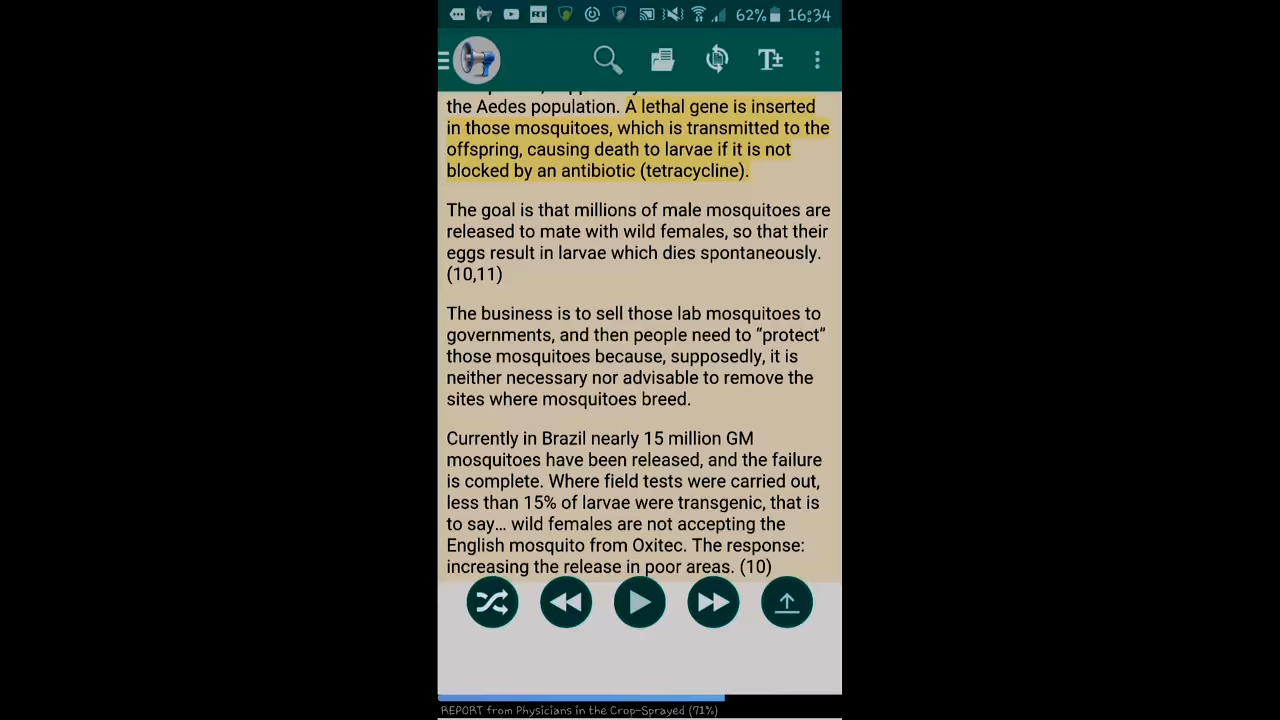 62% 16:34
RT
T±
the Aedes population. A lethal gene is inserted
in those mosquitoes, which is transmitted to the
offspring, causing death to larvae if it is not
blocked by an antibiotic (tetracycline).
The goal is that millions of male mosquitoes are
released to mate with wild females, so that their
eggs result in larvae which dies spontaneously.
(10,11)
The business is to sell those lab mosquitoes to
governments, and then people need to “protect”
those mosquitoes because, supposedly, it is
neither necessary nor advisable to remove the
sites where mosquitoes breed.
Currently in Brazil nearly 15 million GM
mosquitoes have been released, and the failure
is complete. Where field tests were carried out,
less than 15% of larvae were transgenic, that is
to say… wild females are not accepting the
English mosquito from Oxitec. The response:
increasing the release in poor areas. (10)
REPORT from Physicians in the Crop-Sprayed (71%)